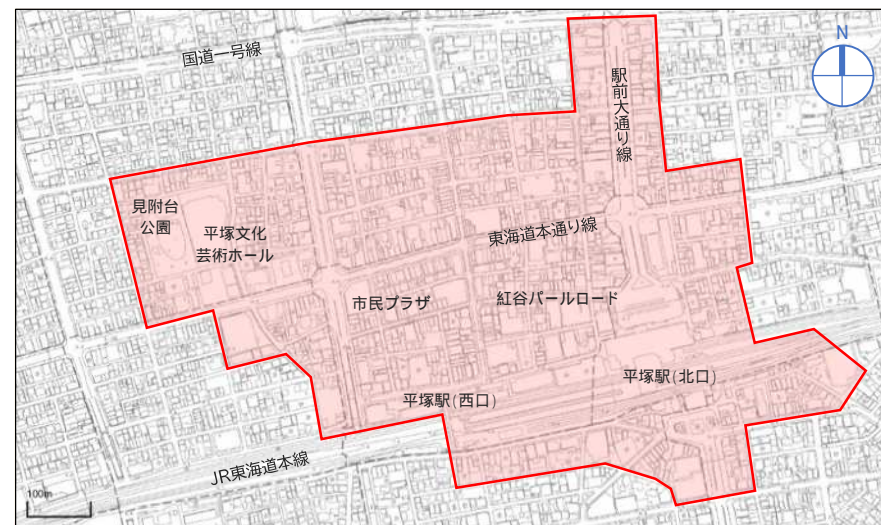 国道一号線
N
駅前大通り線
見附台
公園
平塚文化
芸術ホール
東海道本通り線
市民プラザ
紅谷パールロード
平塚駅(北口)
平塚駅(西口)
JR東海道本線
100m